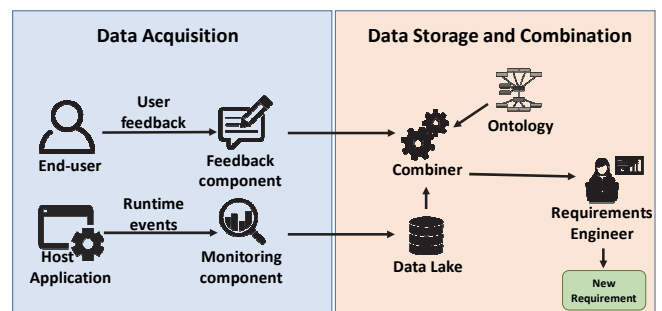 Data Acquisition
Data Storage and Combination
User
feedback
End-user
Feedback
component
Ontology
Combiner
Runtime
events
Host
Application
Monitoring
component
Data Lake
Requirements
Engineer
New
Requirement